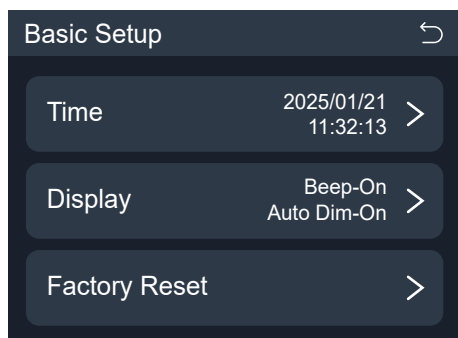 Basic Setup
Time
2025/01/21
11:32:13
Display
Beep-On
Auto Dim-On
Factory Reset